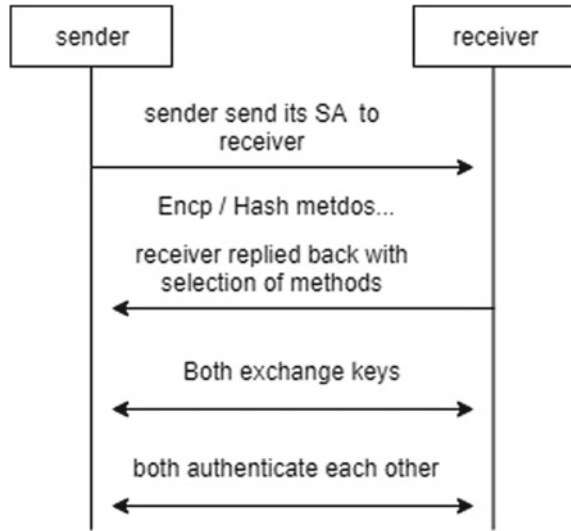 sender
receiver
sender send its SA to
receiver
Encp / Hash metdos...
receiver replied back with
selection of methods
Both exchange keys
both authenticate each other